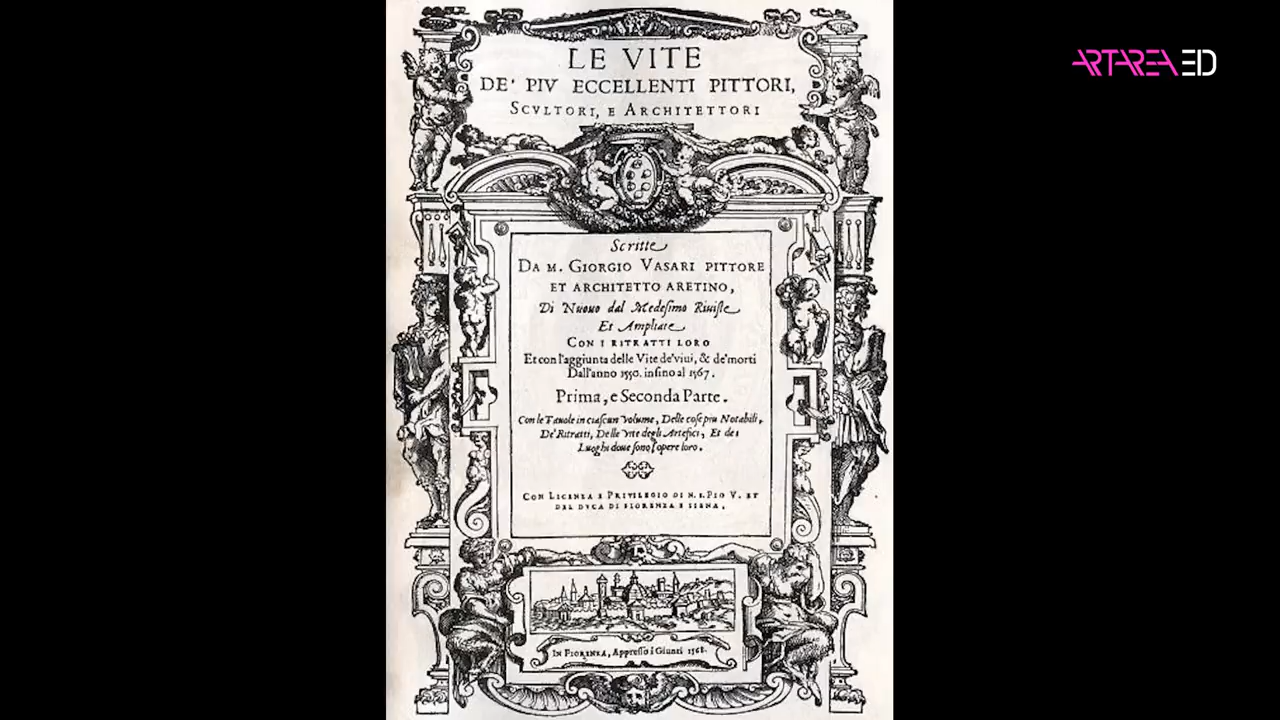 ARTAREA ED
LE VITE
DE' PIV ECCELLENTI PITTORI,
SCVLTORI, E ARCHITETTORI
Scritte
DA M. GIORGIO VASARI PITTORE
ET ARCHITETTO ARETINO,
Di Nuouo dal Medesimo Riuiste
Et Ampliate
CON I RITRATTI LORO
Et con l'aggiunta delle Vite de' viui, & de' morti
Dall'anno 1550. insino al 1567.
Prima, e Seconda Parte.
Con le Tauole in ciascun Volume, Delle cose piu Notabili,
De' Ritratti, Delle vite degli Artefici, Et dei
Luoghi doue sono l'opere loro.
CON LICENZA E PRIVILEGIO DI N. S. PIO V. ET
DEL DVCA DI FIORENZA E SIENA.
IN FIORENZA, Appresso i Giunti 1568.